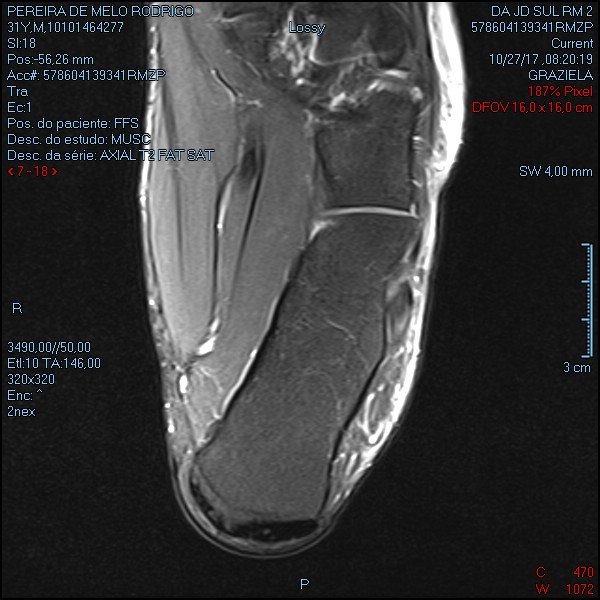 PEREIRA DE MELO RODRIGO
31Y,M,10101464277
Sl:18
Pos:-56,26 mm
Acc#: 578604139341RMZP
Tra
Ec:1
Pos. do paciente: FFS
Desc. do estudo: MUSC
Desc. da série: AXIAL T2 FAT SAT
< 7 - 18 >
Lossy
DA JD SUL RM 2
578604139341RMZP
Current
10/27/17 ,08:20:19
GRAZIELA
187% Pixel
DFOV 16,0 x 16,0 cm
SW 4,00 mm
R
3 cm
3490,00//50,00
Etl:10 TA:146,00
320x320
Enc: ^
2nex
P
C 470
W 1072